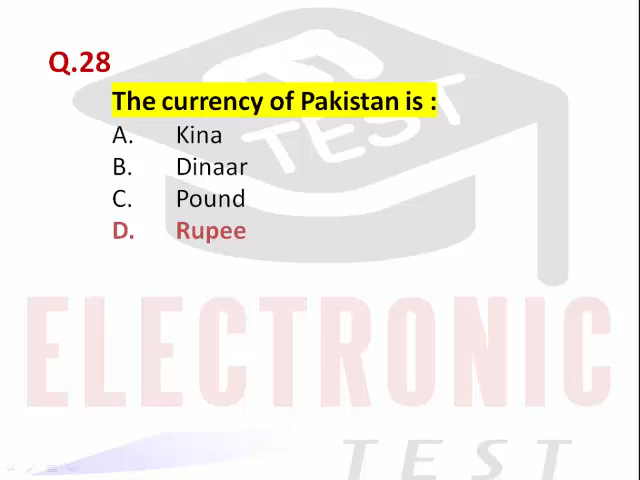 Q.28
The currency of Pakistan is :
A. Kina
B. Dinaar
C. Pound
D. Rupee
TEST
ELECTRONIC
TEST